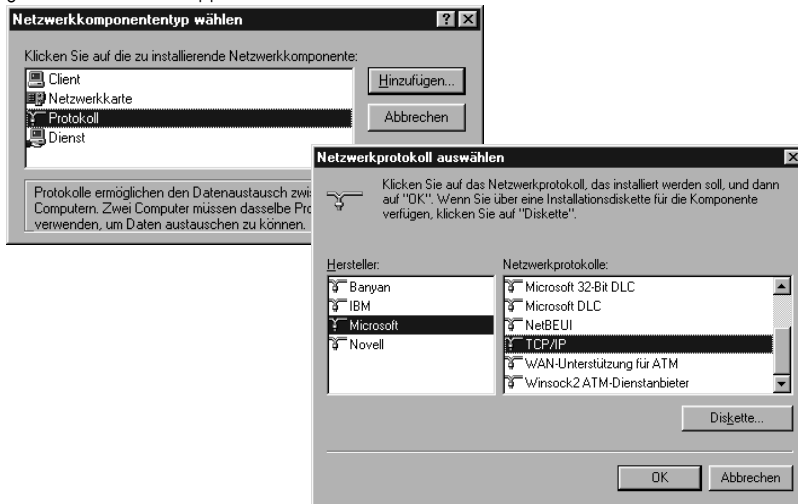 Netzwerkkomponententyp wählen
Klicken Sie auf die zu installierende Netzwerkkomponente:
Client
Netzwerkkarte
Protokoll
Dienst
Hinzufügen...
Abbrechen
Protokolle ermöglichen den Datenaustausch
Computern. Zwei Computer müssen dasselbe
verwenden, um Daten austauschen zu können.
Netzwerkprotokoll auswählen
Klicken Sie auf das Netzwerkprotokoll, das installiert werden soll, und dann
auf "OK". Wenn Sie über eine Installationsdiskette für die Komponente
verfügen, klicken Sie auf "Diskette".
Hersteller:
Banyan
IBM
Microsoft
Novell
Netzwerkprotokolle:
Microsoft 32-Bit DLC
Microsoft DLC
NetBEUI
TCP/IP
WAN-Unterstützung für ATM
Winsock2 ATM-Dienstanbieter
Diskette...
OK
Abbrechen